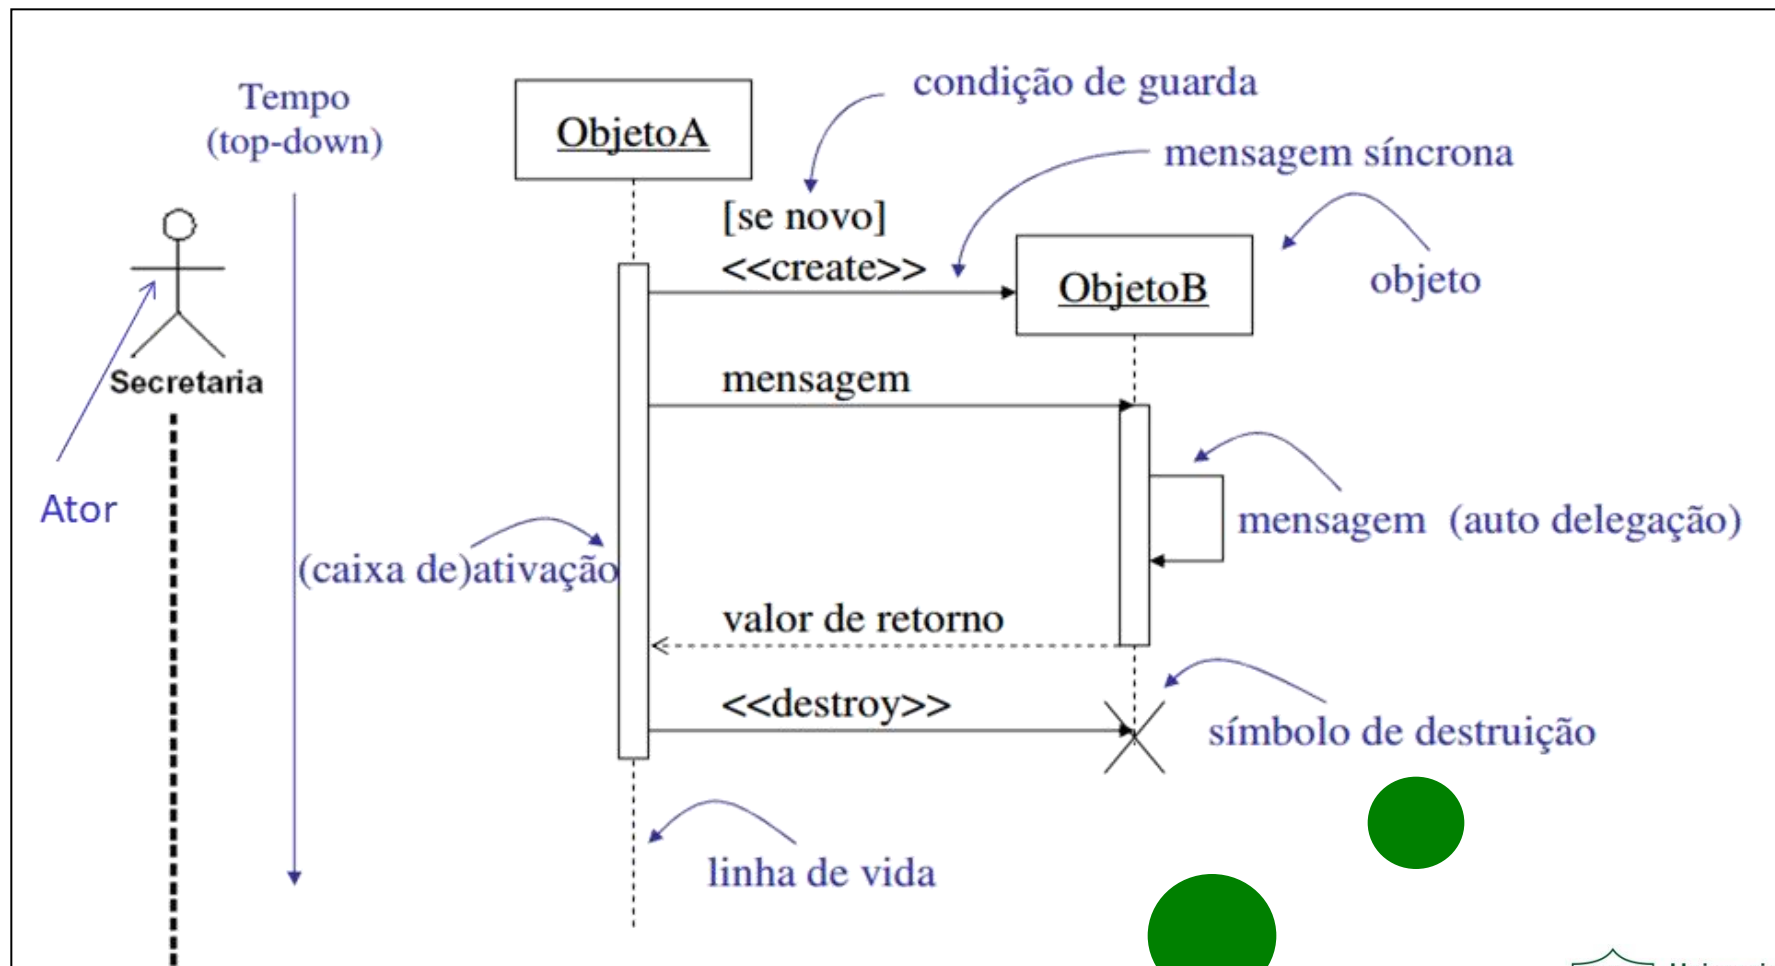 condição de guarda
Tempo
(top-down)
ObjetoA
mensagem síncrona
[se novo]
<<create>>
ObjetoB
objeto
mensagem
Secretaria
Ator
mensagem (auto delegação)
(caixa de)ativação
valor de retorno
<<destroy>>
símbolo de destruição
linha de vida